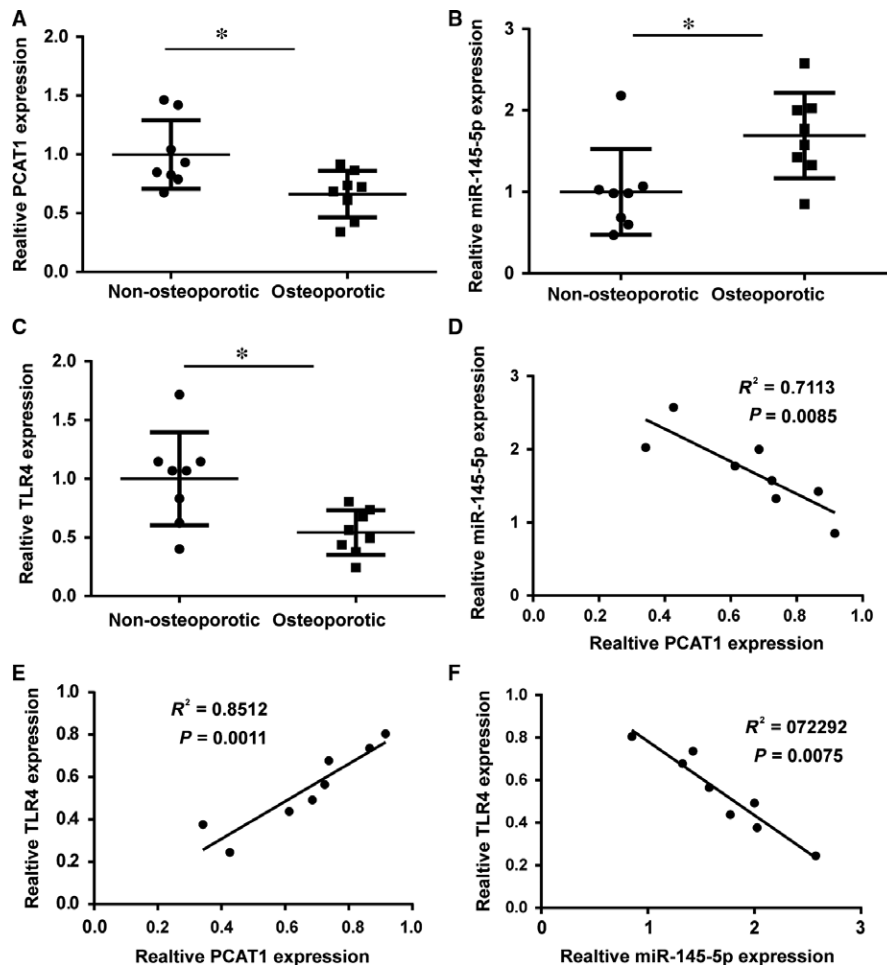 A
Realtive PCAT1 expression
2.0
1.5
1.0
0.5
0.0
*
Non-osteoporotic Osteoporotic
B
Realtive miR-145-5p expression
3
2
1
0
*
Non-osteoporotic Osteoporotic
C
Realtive TLR4 expression
2.0
1.5
1.0
0.5
0.0
*
Non-osteoporotic Osteoporotic
D
Realtive miR-145-5p expression
3
2
1
0
R² = 0.7113
P = 0.0085
0.0 0.2 0.4 0.6 0.8 1.0
Realtive PCAT1 expression
E
Realtive TLR4 expression
1.0
0.8
0.6
0.4
0.2
0.0
R² = 0.8512
P = 0.0011
0.0 0.2 0.4 0.6 0.8 1.0
Realtive PCAT1 expression
F
Realtive TLR4 expression
1.0
0.8
0.6
0.4
0.2
0.0
R² 072292
P = 0.0075
0 1 2 3
Realtive miR-145-5p expression